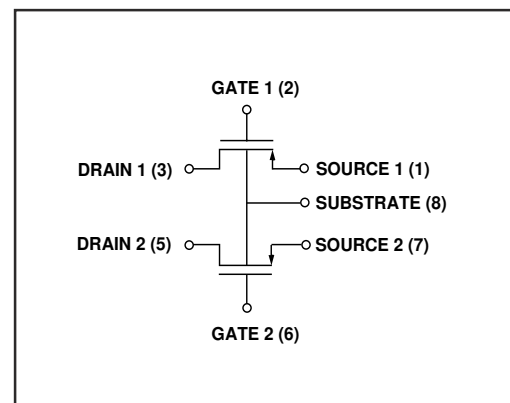 GATE 1 (2)
DRAIN 1 (3)
SOURCE 1 (1)
SUBSTRATE (8)
DRAIN 2 (5)
SOURCE 2 (7)
GATE 2 (6)